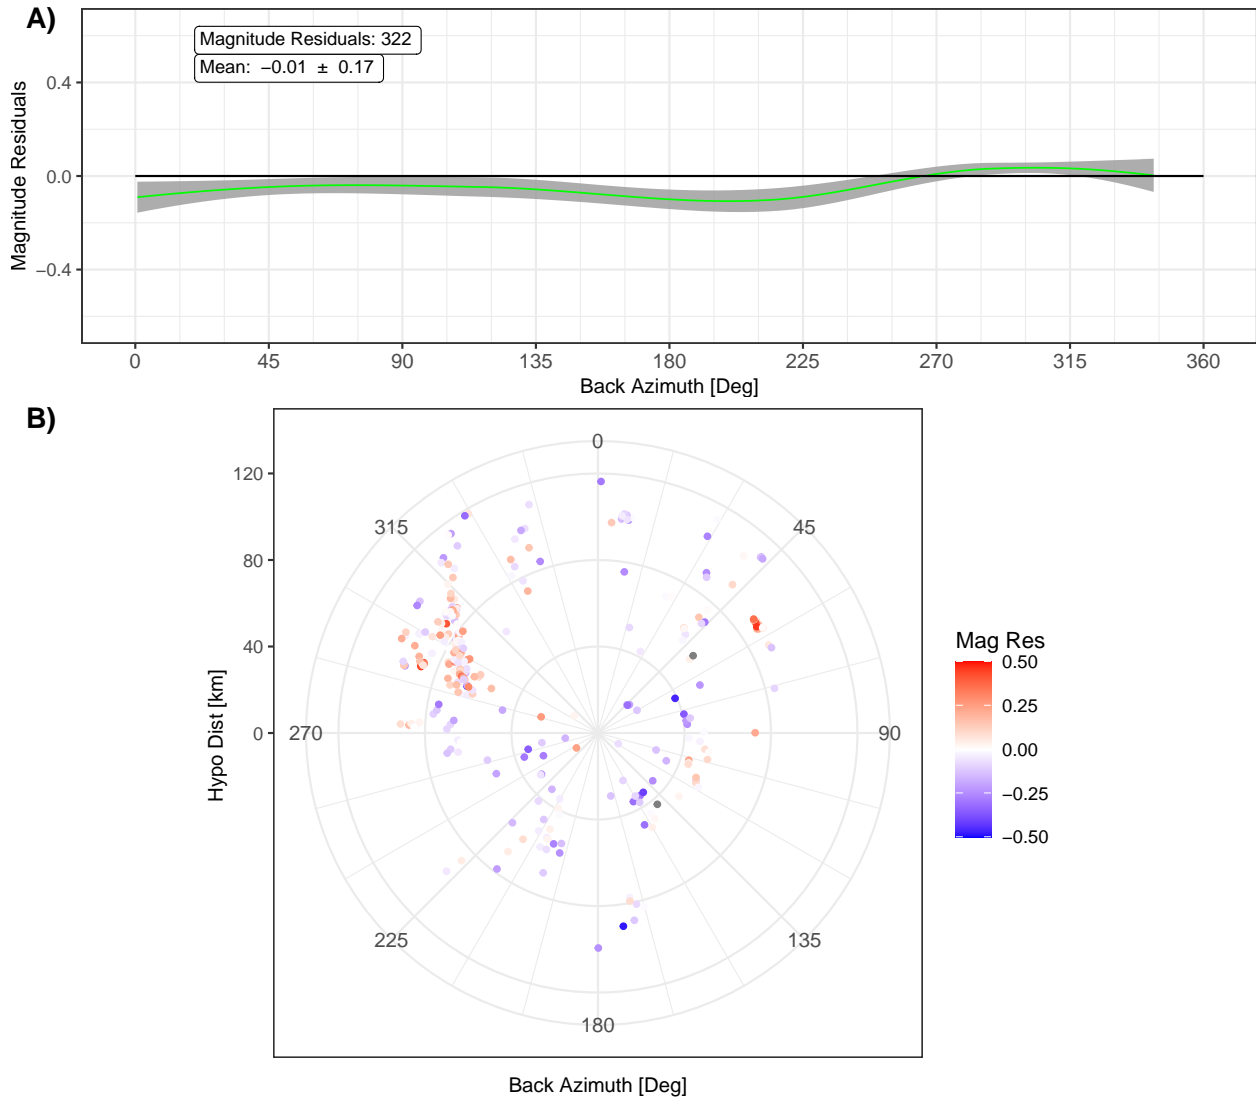 A)
Magnitude Residuals: 322
Mean:  −0.01  ±  0.17
Magnitude Residuals
0.4
0.0
−0.4
0 45 90 135 180 225 270 315 360
Back Azimuth [Deg]
B)
Hypo Dist [km]
120
80
40
0
0
45
90
135
180
225
270
315
Back Azimuth [Deg]
Mag Res
0.50
0.25
0.00
−0.25
−0.50